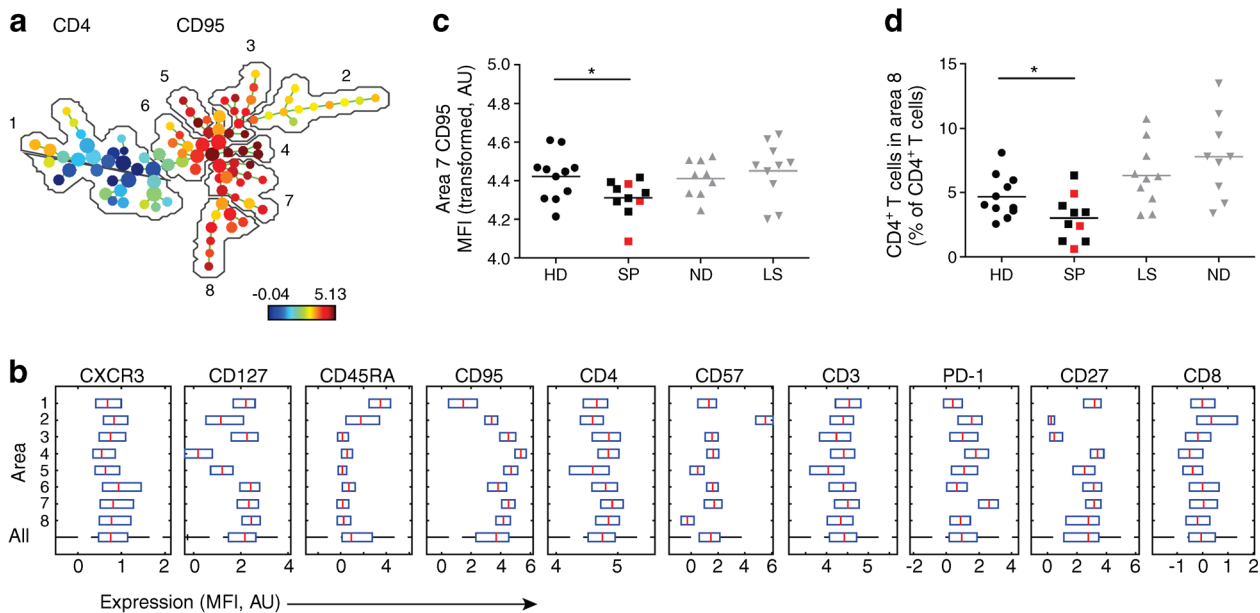 a
CD4 CD95
1
6
5
3
2
4
7
8
-0.04 5.13
c
Area 7 CD95
MFI (transformed, AU)
5.0
4.8
4.6
4.4
4.2
4.0
*
HD SP ND LS
d
CD4⁺ T cells in area 8
(% of CD4⁺ T cells)
15
10
5
0
*
HD SP LS ND
b
CXCR3 CD127 CD45RA CD95 CD4 CD57 CD3 PD-1 CD27 CD8
Area
1
2
3
4
5
6
7
8
All
0 1 2 0 2 4 0 2 4 0 2 4 6 4 5 0 2 4 6 4 5 -2 0 2 4 0 2 4 6 -1 0 1 2
Expression (MFI, AU)